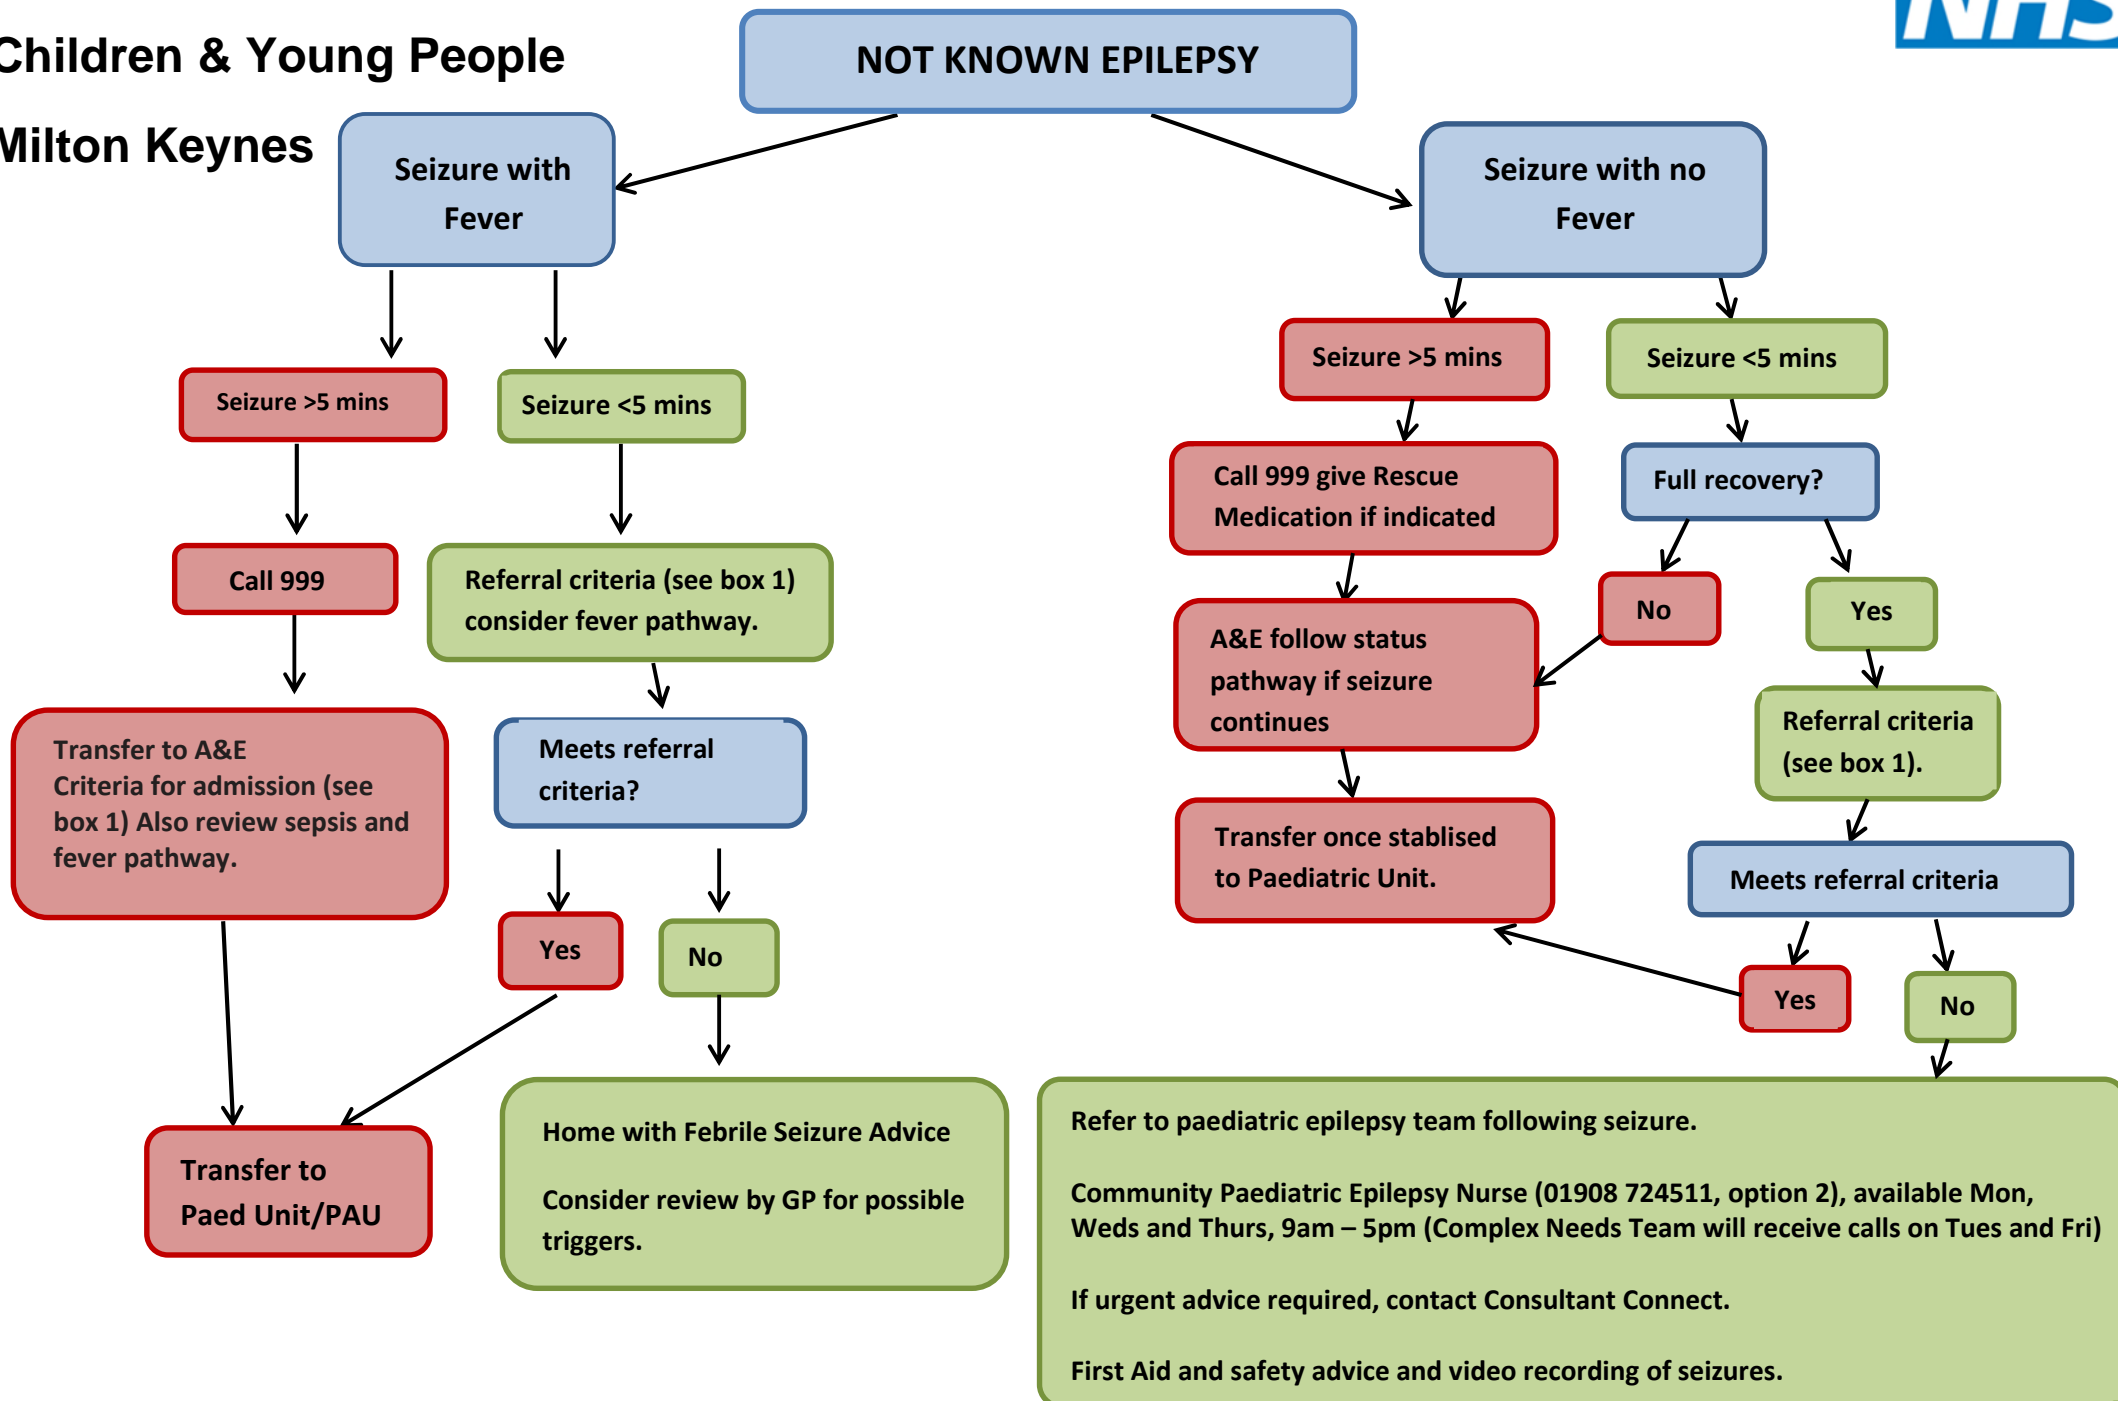 Children & Young People
Milton Keynes
NHS
NOT KNOWN EPILEPSY
Seizure with
Fever
Seizure with no
Fever
Seizure >5 mins
Seizure <5 mins
Call 999
Referral criteria (see box 1)
consider fever pathway.
Transfer to A&E
Criteria for admission (see
box 1) Also review sepsis and
fever pathway.
Meets referral
criteria?
Yes
No
Transfer to
Paed Unit/PAU
Home with Febrile Seizure Advice
Consider review by GP for possible
triggers.
Seizure >5 mins
Seizure <5 mins
Call 999 give Rescue
Medication if indicated
Full recovery?
No
Yes
A&E follow status
pathway if seizure
continues
Referral criteria
(see box 1).
Transfer once stablised
to Paediatric Unit.
Meets referral criteria
Yes
No
Refer to paediatric epilepsy team following seizure.
Community Paediatric Epilepsy Nurse (01908 724511, option 2), available Mon,
Weds and Thurs, 9am – 5pm (Complex Needs Team will receive calls on Tues and Fri)
If urgent advice required, contact Consultant Connect.
First Aid and safety advice and video recording of seizures.